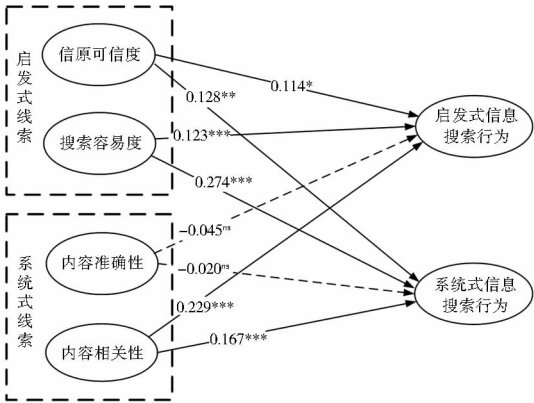 启发式线索
信原可信度
搜索容易度
0.114*
0.128**
0.123***
0.274***
启发式信息
搜索行为
系统式线索
内容准确性
内容相关性
-0.045ns
-0.020ns
0.229***
0.167***
系统式信息
搜索行为